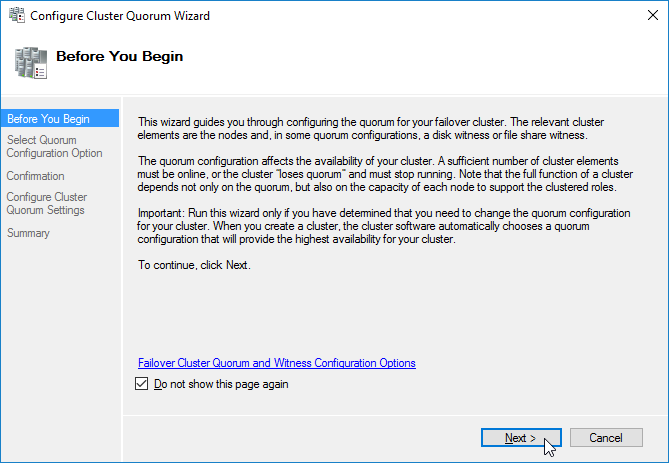 Configure Cluster Quorum Wizard
Before You Begin
Before You Begin
Select Quorum
Configuration Option
Confirmation
Configure Cluster
Quorum Settings
Summary
This wizard guides you through configuring the quorum for your failover cluster. The relevant cluster
elements are the nodes and, in some quorum configurations, a disk witness or file share witness.
The quorum configuration affects the availability of your cluster. A sufficient number of cluster elements
must be online, or the cluster "loses quorum" and must stop running. Note that the full function of a cluster
depends not only on the quorum, but also on the capacity of each node to support the clustered roles.
Important: Run this wizard only if you have determined that you need to change the quorum configuration
for your cluster. When you create a cluster, the cluster software automatically chooses a quorum
configuration that will provide the highest availability for your cluster.
To continue, click Next.
Failover Cluster Quorum and Witness Configuration Options
Do not show this page again
Next >
Cancel